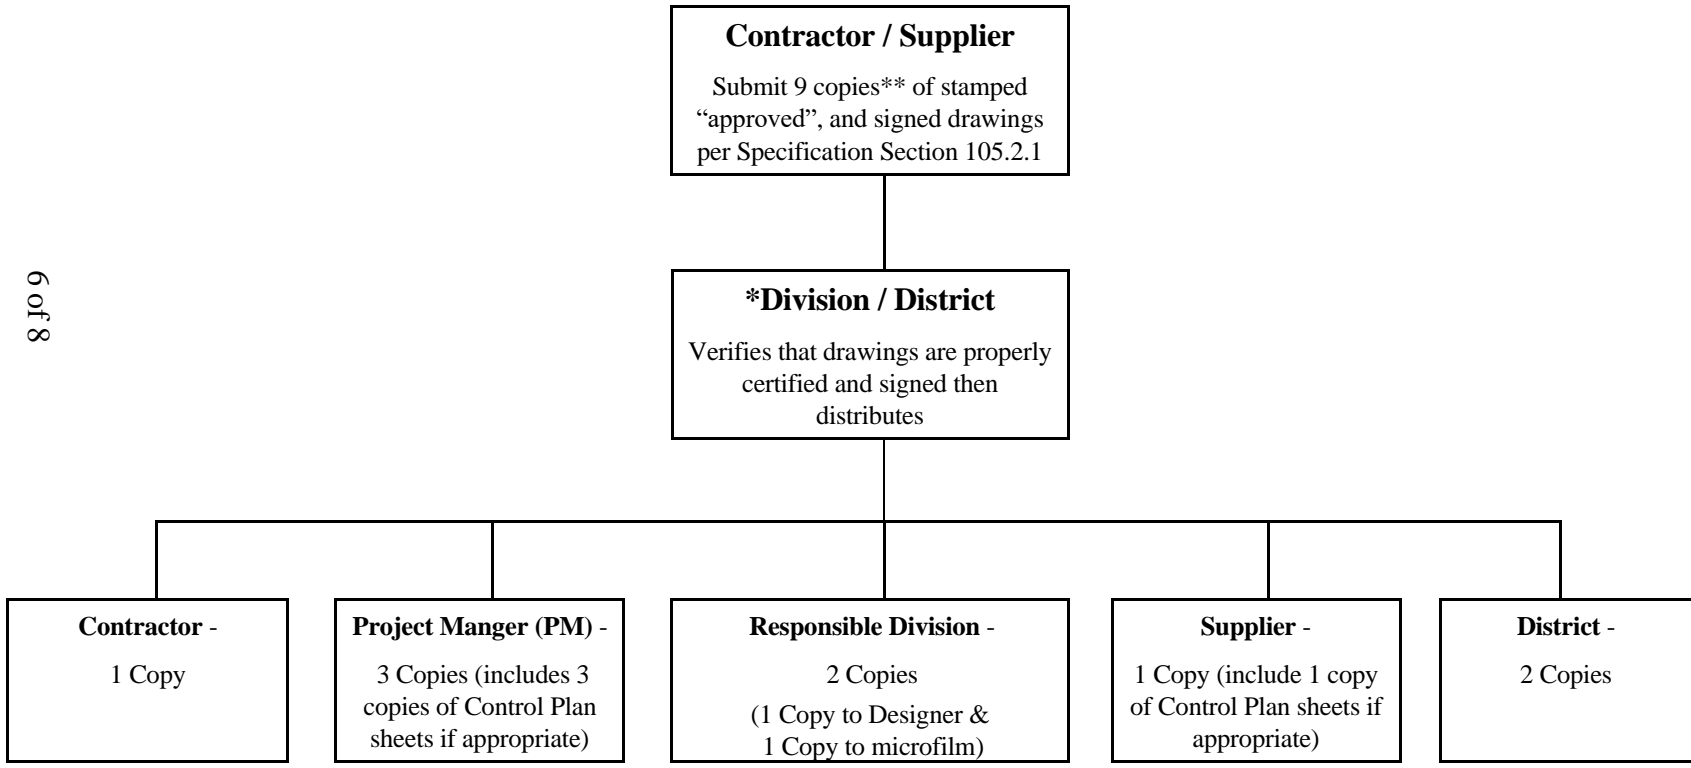 Contractor / Supplier
Submit 9 copies** of stamped
“approved”, and signed drawings
per Specification Section 105.2.1
6 of 8
*Division / District
Verifies that drawings are properly
certified and signed then
distributes
Contractor -
1 Copy
Project Manger (PM) -
3 Copies (includes 3
copies of Control Plan
sheets if appropriate)
Responsible Division -
2 Copies
(1 Copy to Designer &
1 Copy to microfilm)
Supplier -
1 Copy (include 1 copy
of Control Plan sheets if
appropriate)
District -
2 Copies